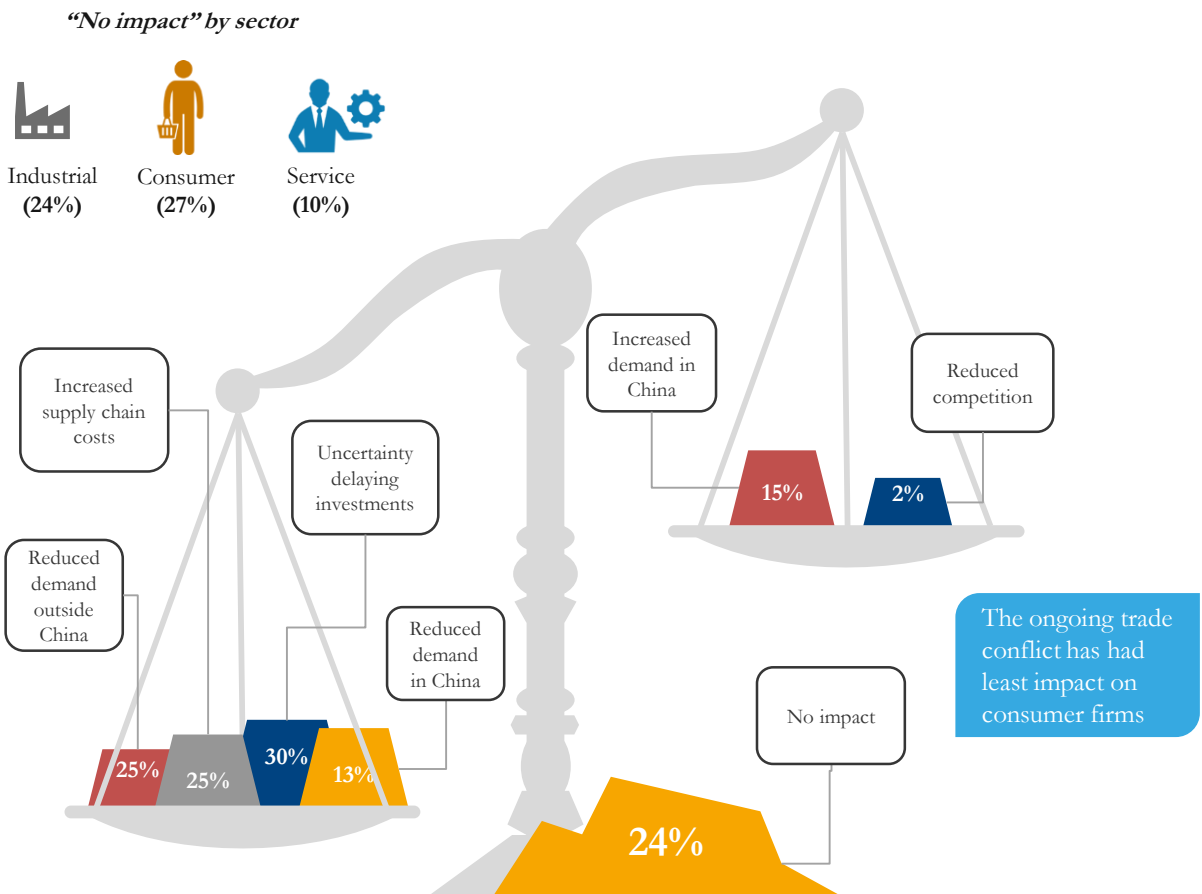 “No impact” by sector
Industrial
(24%)
Consumer
(27%)
Service
(10%)
Increased
supply chain
costs
Uncertainty
delaying
investments
Reduced
demand
outside
China
Reduced
demand
in China
25%
25%
30%
13%
Increased
demand in
China
Reduced
competition
15%
2%
The ongoing trade
conflict has had
least impact on
consumer firms
No impact
24%